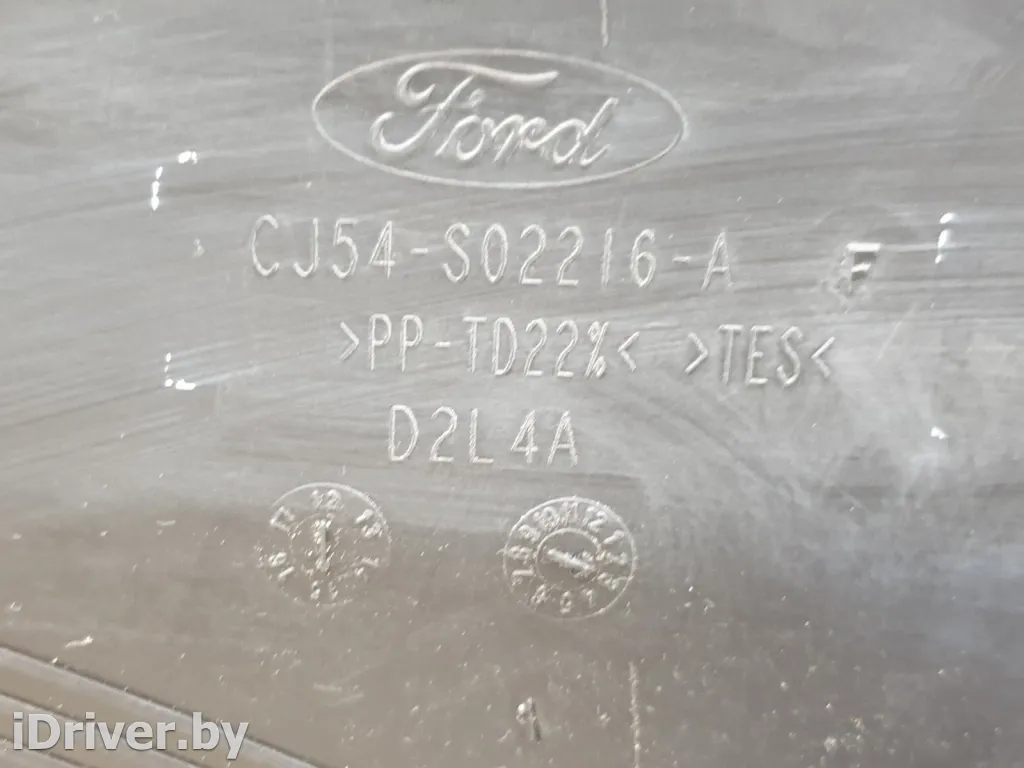 Ford
CJ54-S02216-A F
>PP-TD22%< >TES<
D2L4A
iDriver.by